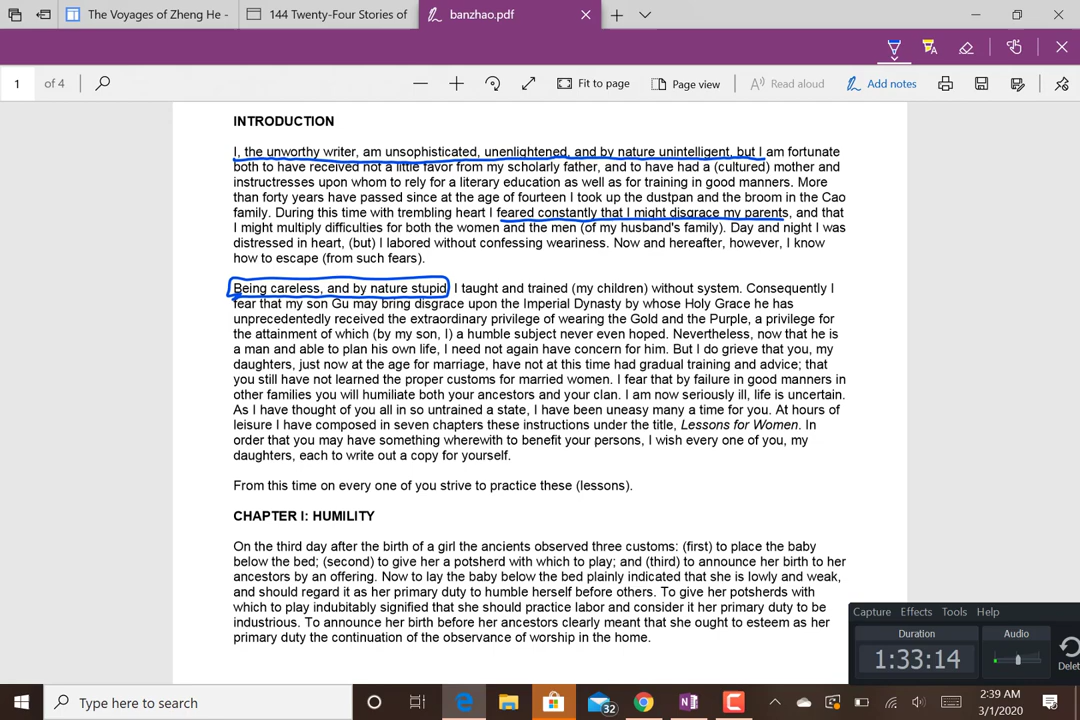 The Voyages of Zheng He -
144 Twenty-Four Stories of
banzhao.pdf
1 of 4
Fit to page
Page view
Read aloud
Add notes
INTRODUCTION
I, the unworthy writer, am unsophisticated, unenlightened, and by nature unintelligent, but I am fortunate
both to have received not a little favor from my scholarly father, and to have had a (cultured) mother and
instructresses upon whom to rely for a literary education as well as for training in good manners. More
than forty years have passed since at the age of fourteen I took up the dustpan and the broom in the Cao
family. During this time with trembling heart I feared constantly that I might disgrace my parents, and that
I might multiply difficulties for both the women and the men (of my husband's family). Day and night I was
distressed in heart, (but) I labored without confessing weariness. Now and hereafter, however, I know
how to escape (from such fears).
Being careless, and by nature stupid, I taught and trained (my children) without system. Consequently I
fear that my son Gu may bring disgrace upon the Imperial Dynasty by whose Holy Grace he has
unprecedentedly received the extraordinary privilege of wearing the Gold and the Purple, a privilege for
the attainment of which (by my son, I) a humble subject never even hoped. Nevertheless, now that he is
a man and able to plan his own life, I need not again have concern for him. But I do grieve that you, my
daughters, just now at the age for marriage, have not at this time had gradual training and advice; that
you still have not learned the proper customs for married women. I fear that by failure in good manners in
other families you will humiliate both your ancestors and your clan. I am now seriously ill, life is uncertain.
As I have thought of you all in so untrained a state, I have been uneasy many a time for you. At hours of
leisure I have composed in seven chapters these instructions under the title, Lessons for Women. In
order that you may have something wherewith to benefit your persons, I wish every one of you, my
daughters, each to write out a copy for yourself.
From this time on every one of you strive to practice these (lessons).
CHAPTER I: HUMILITY
On the third day after the birth of a girl the ancients observed three customs: (first) to place the baby
below the bed; (second) to give her a potsherd with which to play; and (third) to announce her birth to her
ancestors by an offering. Now to lay the baby below the bed plainly indicated that she is lowly and weak,
and should regard it as her primary duty to humble herself before others. To give her potsherds with
which to play indubitably signified that she should practice labor and consider it her primary duty to be
industrious. To announce her birth before her ancestors clearly meant that she ought to esteem as her
primary duty the continuation of the observance of worship in the home.
Capture Effects Tools Help
Duration
Audio
1:33:14
Delet
Type here to search
32
2:39 AM
3/1/2020